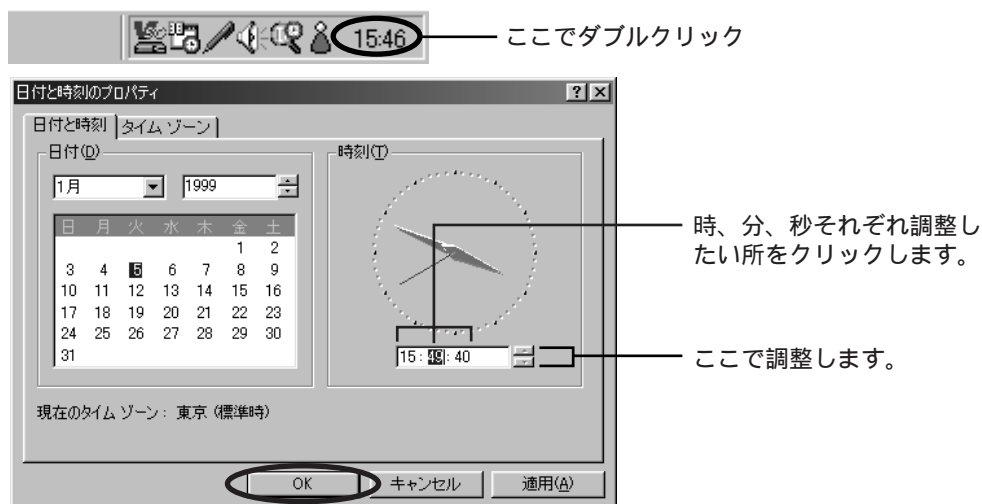 15:46
ここでダブルクリック
日付と時刻のプロパティ
日付と時刻 タイム ゾーン
日付(D)
1月 1999
日 月 火 水 木 金 土
1 2
3 4 5 6 7 8 9
10 11 12 13 14 15 16
17 18 19 20 21 22 23
24 25 26 27 28 29 30
31
時刻(T)
15:49:40
時、分、秒それぞれ調整し
たい所をクリックします。
ここで調整します。
現在のタイム ゾーン: 東京 (標準時)
OK キャンセル 適用(A)